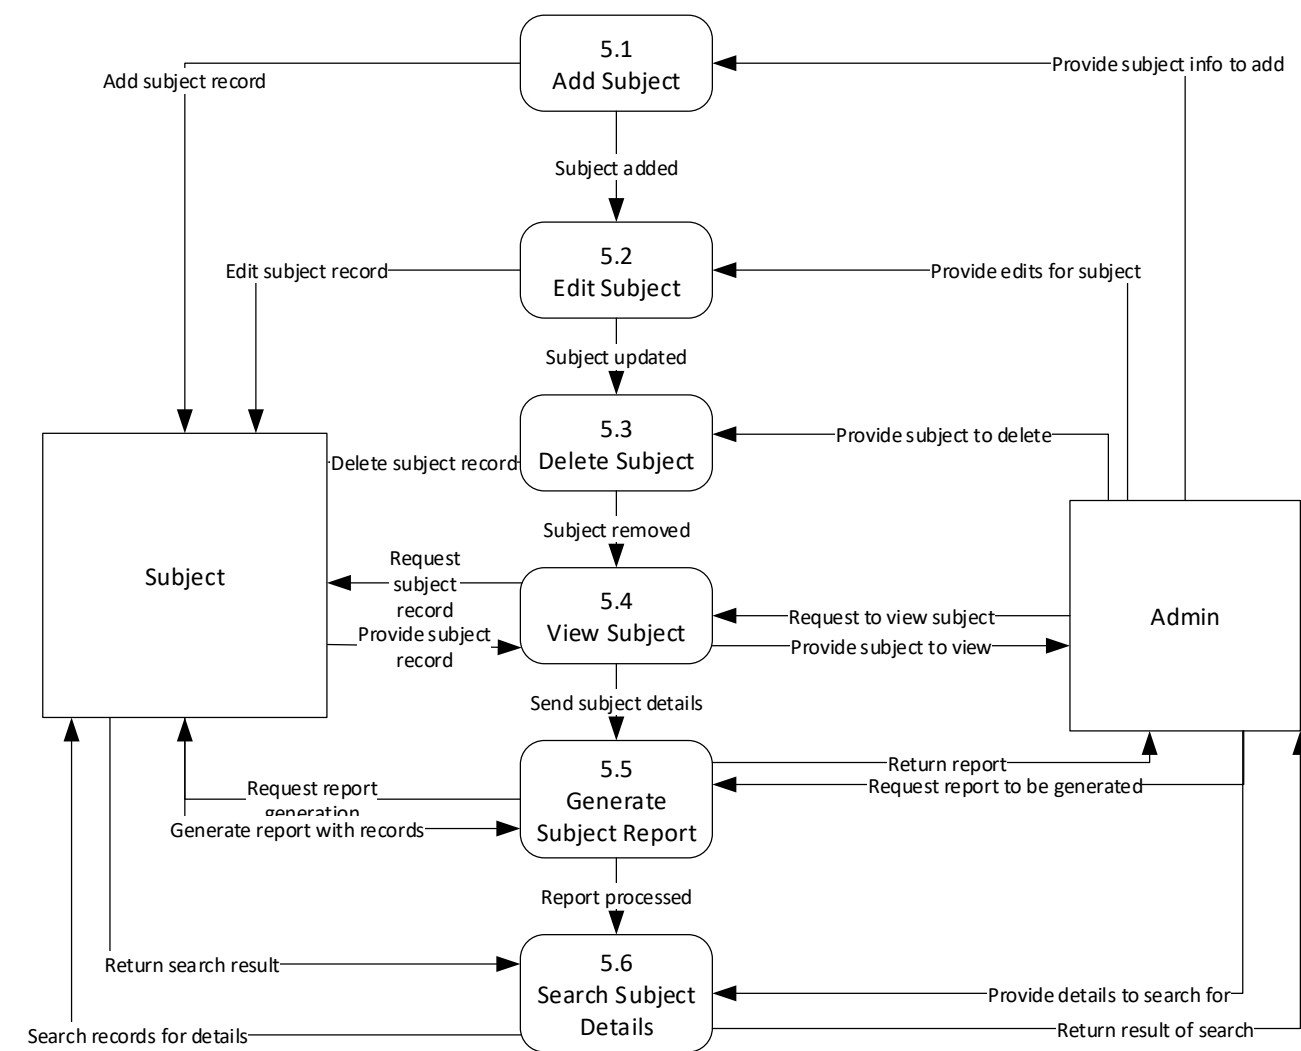 5.1
Add Subject
Provide subject info to add
Add subject record
Subject added
5.2
Edit Subject
Edit subject record
Provide edits for subject
Subject updated
5.3
Delete Subject
Provide subject to delete
Delete subject record
Subject removed
Request
subject
record
Subject
5.4
View Subject
Request to view subject
Admin
Provide subject
record
Provide subject to view
Send subject details
5.5
Generate
Subject Report
Return report
Request report to be generated
Request report
generation
Generate report with records
Report processed
5.6
Search Subject
Details
Return search result
Provide details to search for
Search records for details
Return result of search